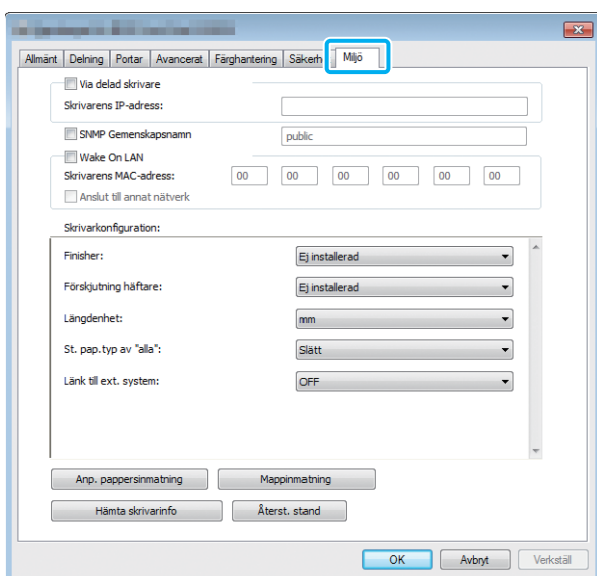 Allmänt Delning Portar Avancerat Färghantering Säkerh Miljö
Via delad skrivare
Skrivarens IP-adress:
SNMP Gemenskapsnamn public
Wake On LAN
Skrivarens MAC-adress: 00 00 00 00 00 00
Anslut till annat nätverk
Skrivarkonfiguration:
Finisher: Ej installerad
Förskjutning häftare: Ej installerad
Längdenhet: mm
St. pap.typ av "alla": Slätt
Länk till ext. system: OFF
Anp. pappersinmatning Mappinmatning
Hämta skrivarinfo Återst. stand
OK Avbryt Verkställ